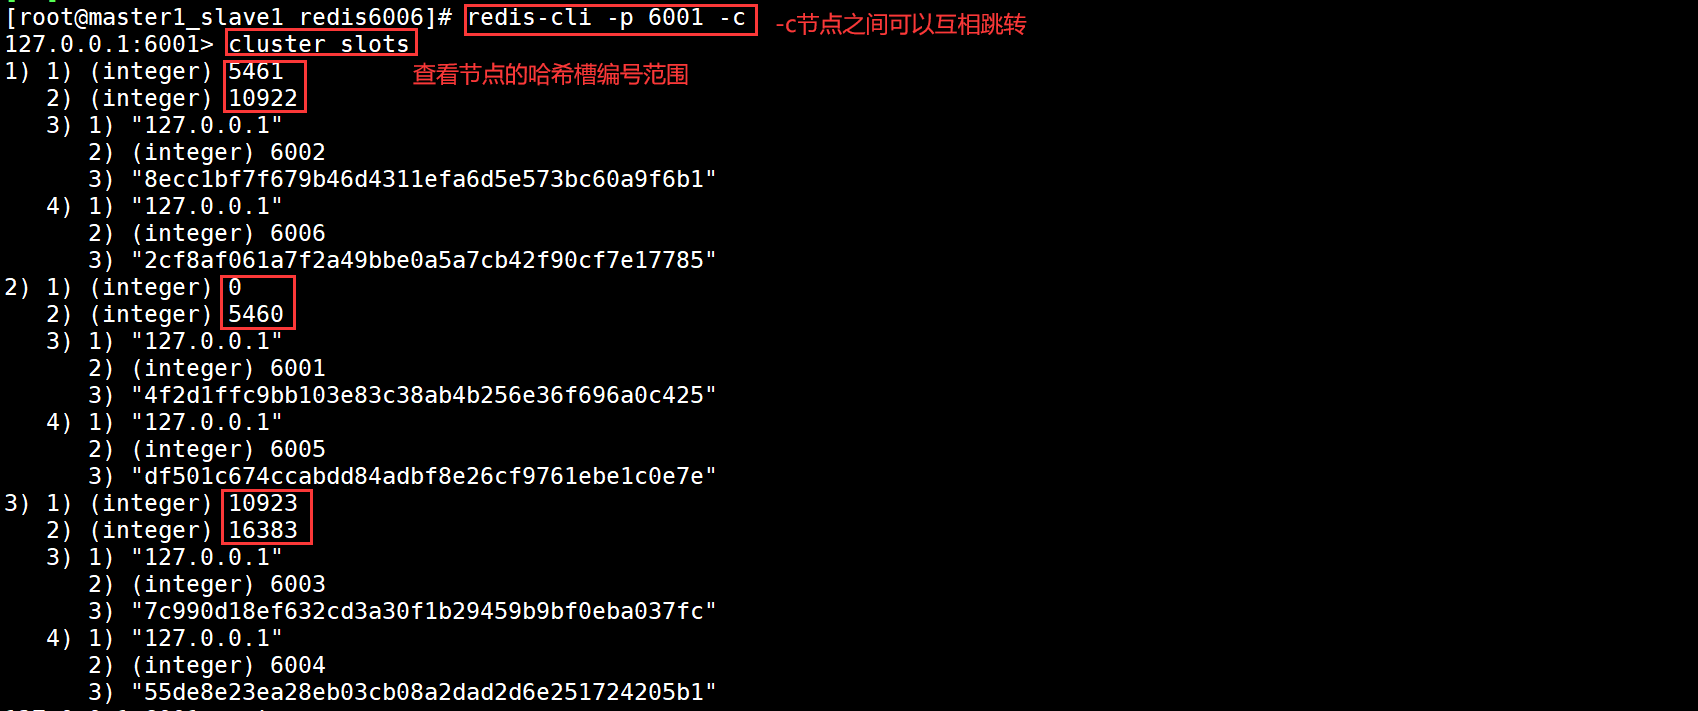 [root@master1_slave1 redis6006]# redis-cli -p 6001 -c -c节点之间可以互相跳转
127.0.0.1:6001> cluster slots
1) 1) (integer) 5461 查看节点的哈希槽编号范围
2) (integer) 10922
3) 1) "127.0.0.1"
2) (integer) 6002
3) "8ecc1bf7f679b46d4311efa6d5e573bc60a9f6b1"
4) 1) "127.0.0.1"
2) (integer) 6006
3) "2cf8af061a7f2a49bbe0a5a7cb42f90cf7e17785"
2) 1) (integer) 0
2) (integer) 5460
3) 1) "127.0.0.1"
2) (integer) 6001
3) "4f2d1ffc9bb103e83c38ab4b256e36f696a0c425"
4) 1) "127.0.0.1"
2) (integer) 6005
3) "df501c674ccabdd84adbf8e26cf9761ebe1c0e7e"
3) 1) (integer) 10923
2) (integer) 16383
3) 1) "127.0.0.1"
2) (integer) 6003
3) "7c990d18ef632cd3a30f1b29459b9bf0eba037fc"
4) 1) "127.0.0.1"
2) (integer) 6004
3) "55de8e23ea28eb03cb08a2dad2d6e251724205b1"